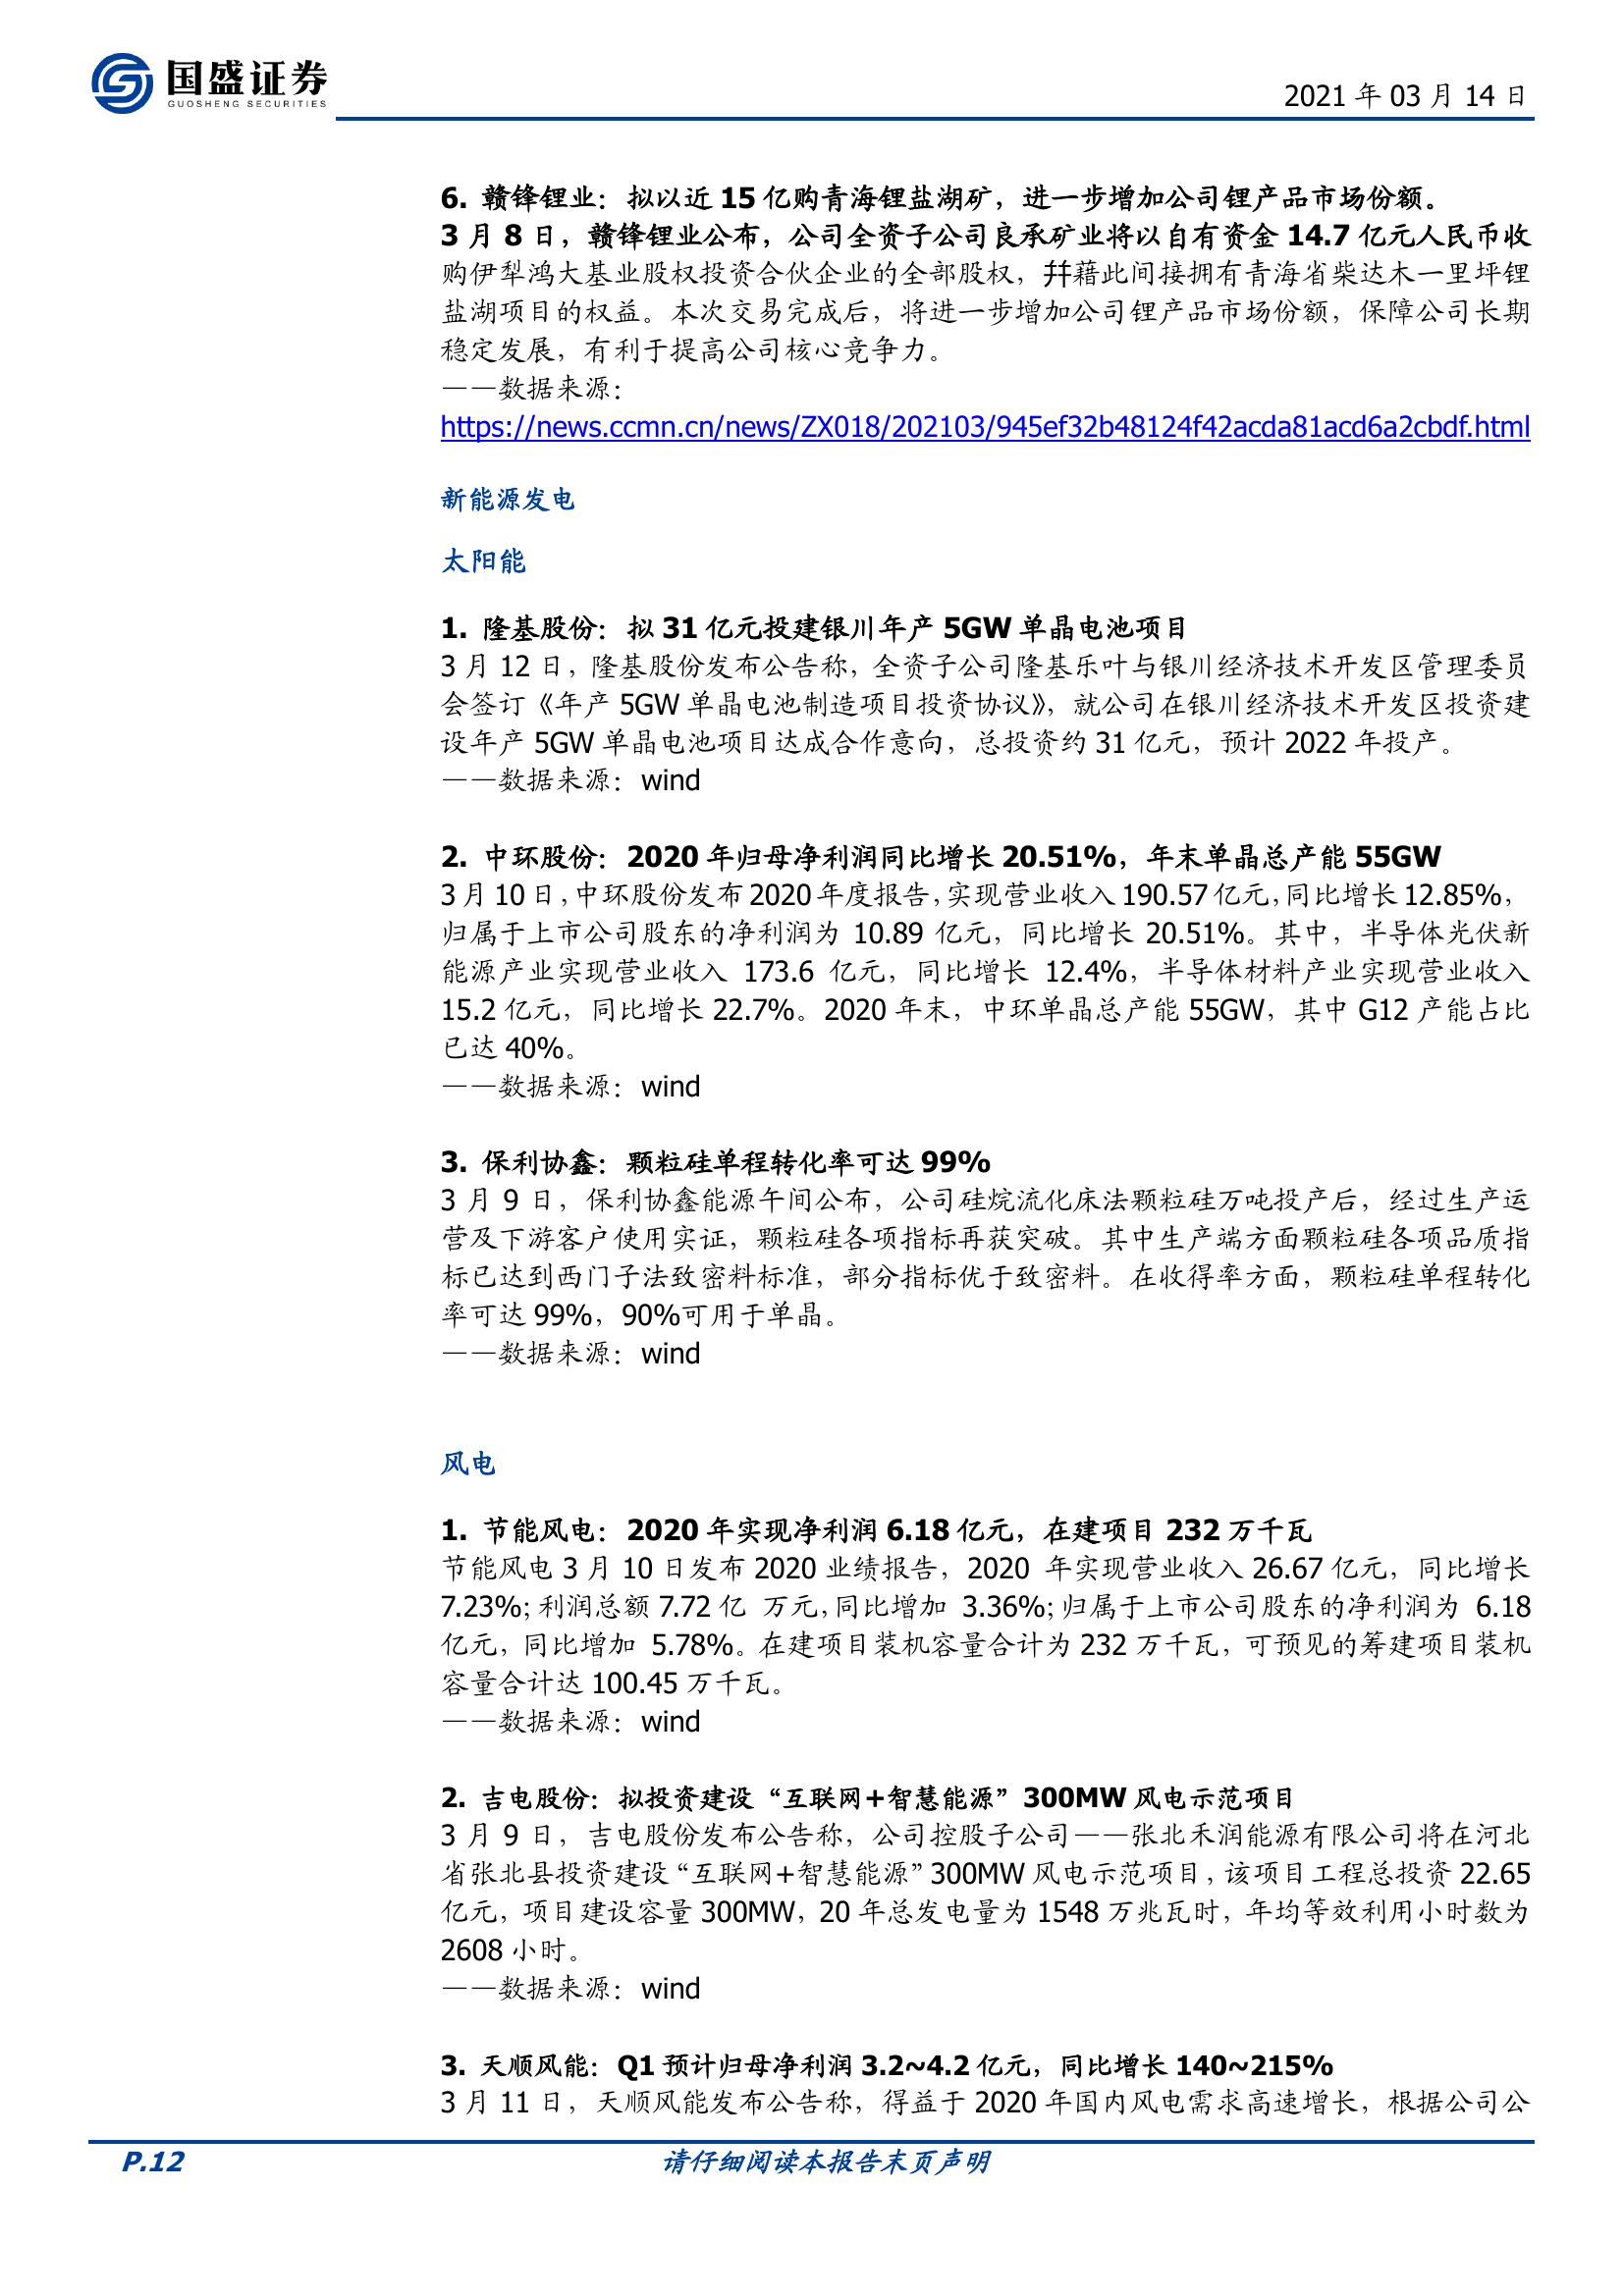 国盛证券
GUOSHENG SECURITIES
2021 年 03 月 14 日
6. 赣锋锂业：拟以近 15 亿购青海锂盐湖矿，进一步增加公司锂产品市场份额。
3 月 8 日，赣锋锂业公布，公司全资子公司良承矿业将以自有资金 14.7 亿元人民币收
购伊犁鸿大基业股权投资合伙企业的全部股权，幷藉此间接拥有青海省柴达木一里坪锂
盐湖项目的权益。本次交易完成后，将进一步增加公司锂产品市场份额，保障公司长期
稳定发展，有利于提高公司核心竞争力。
——数据来源：
https://news.ccmn.cn/news/ZX018/202103/945ef32b48124f42acda81acd6a2cbdf.html
新能源发电
太阳能
1. 隆基股份：拟 31 亿元投建银川年产 5GW 单晶电池项目
3 月 12 日，隆基股份发布公告称，全资子公司隆基乐叶与银川经济技术开发区管理委员
会签订《年产 5GW 单晶电池制造项目投资协议》，就公司在银川经济技术开发区投资建
设年产 5GW 单晶电池项目达成合作意向，总投资约 31 亿元，预计 2022 年投产。
——数据来源：wind
2. 中环股份：2020 年归母净利润同比增长 20.51%，年末单晶总产能 55GW
3 月 10 日，中环股份发布 2020 年度报告，实现营业收入 190.57 亿元，同比增长 12.85%，
归属于上市公司股东的净利润为 10.89 亿元，同比增长 20.51%。其中，半导体光伏新
能源产业实现营业收入 173.6 亿元，同比增长 12.4%，半导体材料产业实现营业收入
15.2 亿元，同比增长 22.7%。2020 年末，中环单晶总产能 55GW，其中 G12 产能占比
已达 40%。
——数据来源：wind
3. 保利协鑫：颗粒硅单程转化率可达 99%
3 月 9 日，保利协鑫能源午间公布，公司硅烷流化床法颗粒硅万吨投产后，经过生产运
营及下游客户使用实证，颗粒硅各项指标再获突破。其中生产端方面颗粒硅各项品质指
标已达到西门子法致密料标准，部分指标优于致密料。在收得率方面，颗粒硅单程转化
率可达 99%，90%可用于单晶。
——数据来源：wind
风电
1. 节能风电：2020 年实现净利润 6.18 亿元，在建项目 232 万千瓦
节能风电 3 月 10 日发布 2020 业绩报告，2020 年实现营业收入 26.67 亿元，同比增长
7.23%; 利润总额 7.72 亿 万元，同比增加 3.36%; 归属于上市公司股东的净利润为 6.18
亿元，同比增加 5.78%。在建项目装机容量合计为 232 万千瓦，可预见的筹建项目装机
容量合计达 100.45 万千瓦。
——数据来源：wind
2. 吉电股份：拟投资建设“互联网+智慧能源”300MW 风电示范项目
3 月 9 日，吉电股份发布公告称，公司控股子公司——张北禾润能源有限公司将在河北
省张北县投资建设“互联网+智慧能源”300MW 风电示范项目，该项目工程总投资 22.65
亿元，项目建设容量 300MW，20 年总发电量为 1548 万兆瓦时，年均等效利用小时数为
2608 小时。
——数据来源：wind
3. 天顺风能：Q1 预计归母净利润 3.2~4.2 亿元，同比增长 140~215%
3 月 11 日，天顺风能发布公告称，得益于 2020 年国内风电需求高速增长，根据公司公
P.12
请仔细阅读本报告末页声明